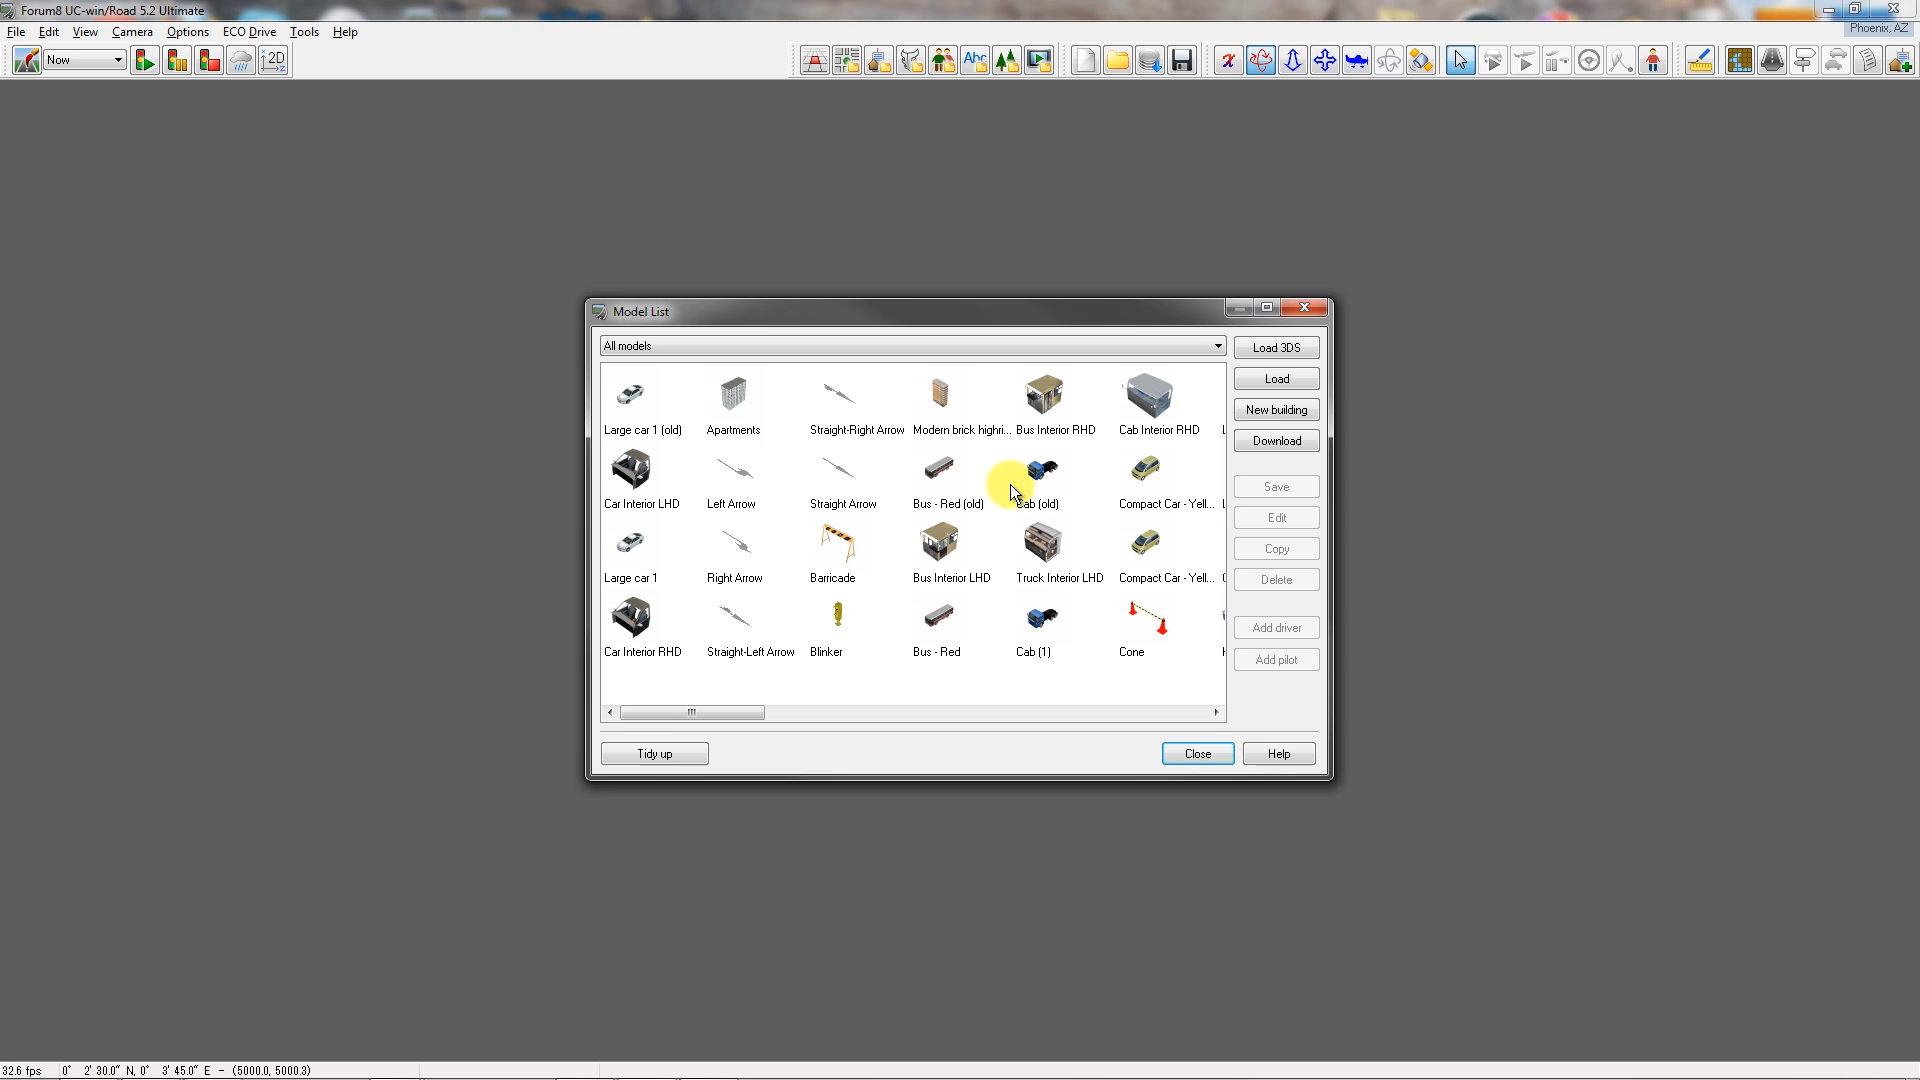 Forum8 UC-win/Road 5.2 Ultimate
File Edit View Camera Options ECO Drive Tools Help
Phoenix, AZ
Now
2D
Abc
Model List
All models
Load 3DS
Load
New building
Download
Save
Edit
Copy
Delete
Add driver
Add pilot
Large car 1 (old) Apartments Straight-Right Arrow Modern brick highri... Bus Interior RHD Cab Interior RHD
Car Interior LHD Left Arrow Straight Arrow Bus - Red (old) Cab (old) Compact Car - Yell...
Large car 1 Right Arrow Barricade Bus Interior LHD Truck Interior LHD Compact Car - Yell...
Car Interior RHD Straight-Left Arrow Blinker Bus - Red Cab (1) Cone
Tidy up Close Help
32.6 fps 0° 2' 30.0" N, 0° 3' 45.0" E - (5000.0, 5000.3)